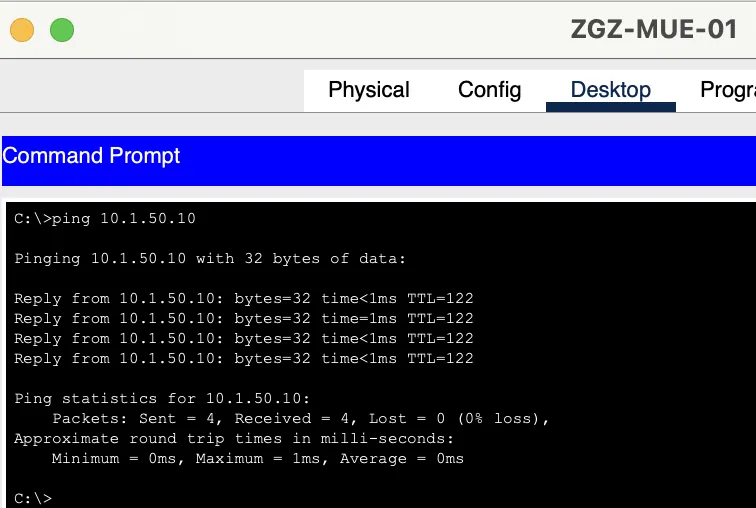 ZGZ-MUE-01
Physical Config Desktop
Command Prompt
C:\>ping 10.1.50.10
Pinging 10.1.50.10 with 32 bytes of data:
Reply from 10.1.50.10: bytes=32 time<1ms TTL=122
Reply from 10.1.50.10: bytes=32 time=1ms TTL=122
Reply from 10.1.50.10: bytes=32 time<1ms TTL=122
Reply from 10.1.50.10: bytes=32 time<1ms TTL=122
Ping statistics for 10.1.50.10:
Packets: Sent = 4, Received = 4, Lost = 0 (0% loss),
Approximate round trip times in milli-seconds:
Minimum = 0ms, Maximum = 1ms, Average = 0ms
C:\>